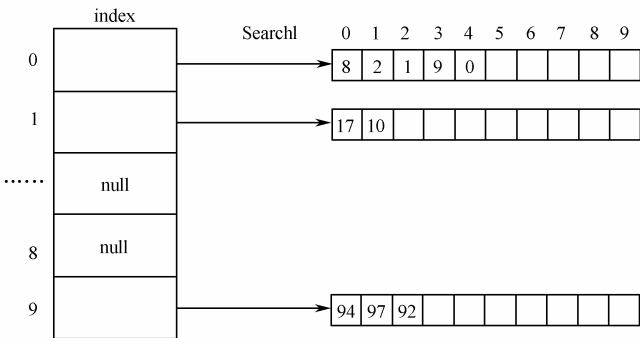 index
Searchl 0 1 2 3 4 5 6 7 8 9
0 8 2 1 9 0
1 17 10
...... null
8 null
9 94 97 92